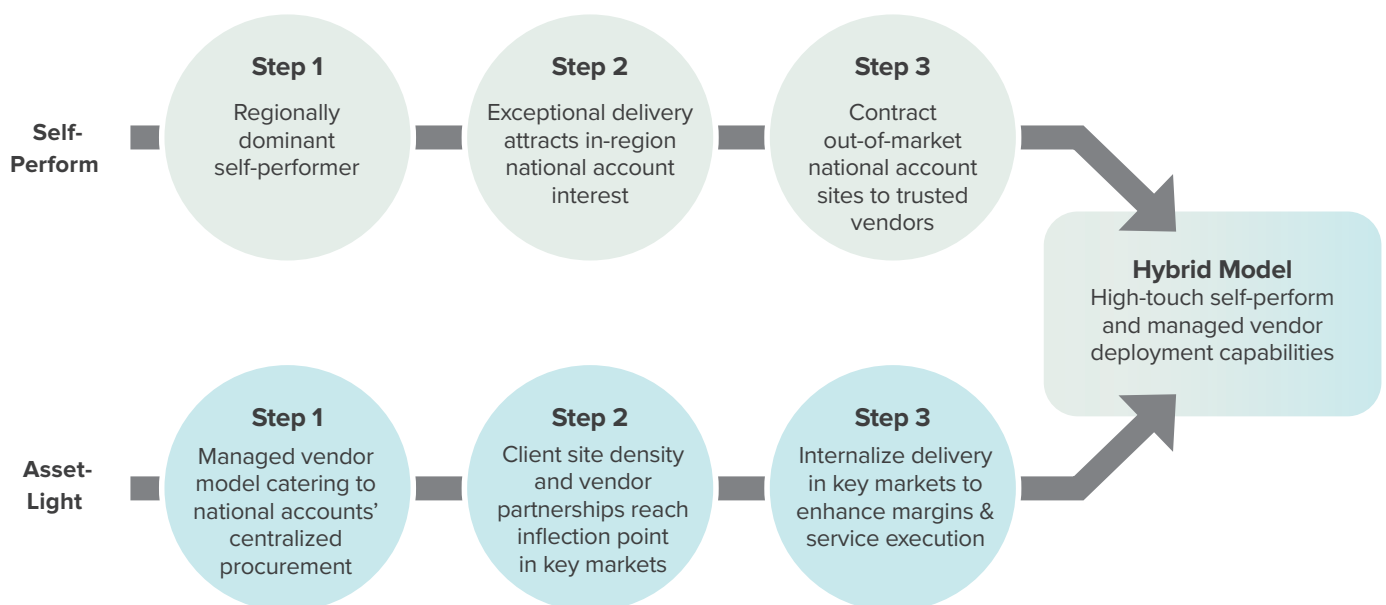 Self-
Perform
Step 1
Regionally
dominant
self-performer
Step 2
Exceptional delivery
attracts in-region
national account
interest
Step 3
Contract
out-of-market
national account
sites to trusted
vendors
Hybrid Model
High-touch self-perform
and managed vendor
deployment capabilities
Asset-
Light
Step 1
Managed vendor
model catering to
national accounts’
centralized
procurement
Step 2
Client site density
and vendor
partnerships reach
inflection point
in key markets
Step 3
Internalize delivery
in key markets to
enhance margins &
service execution